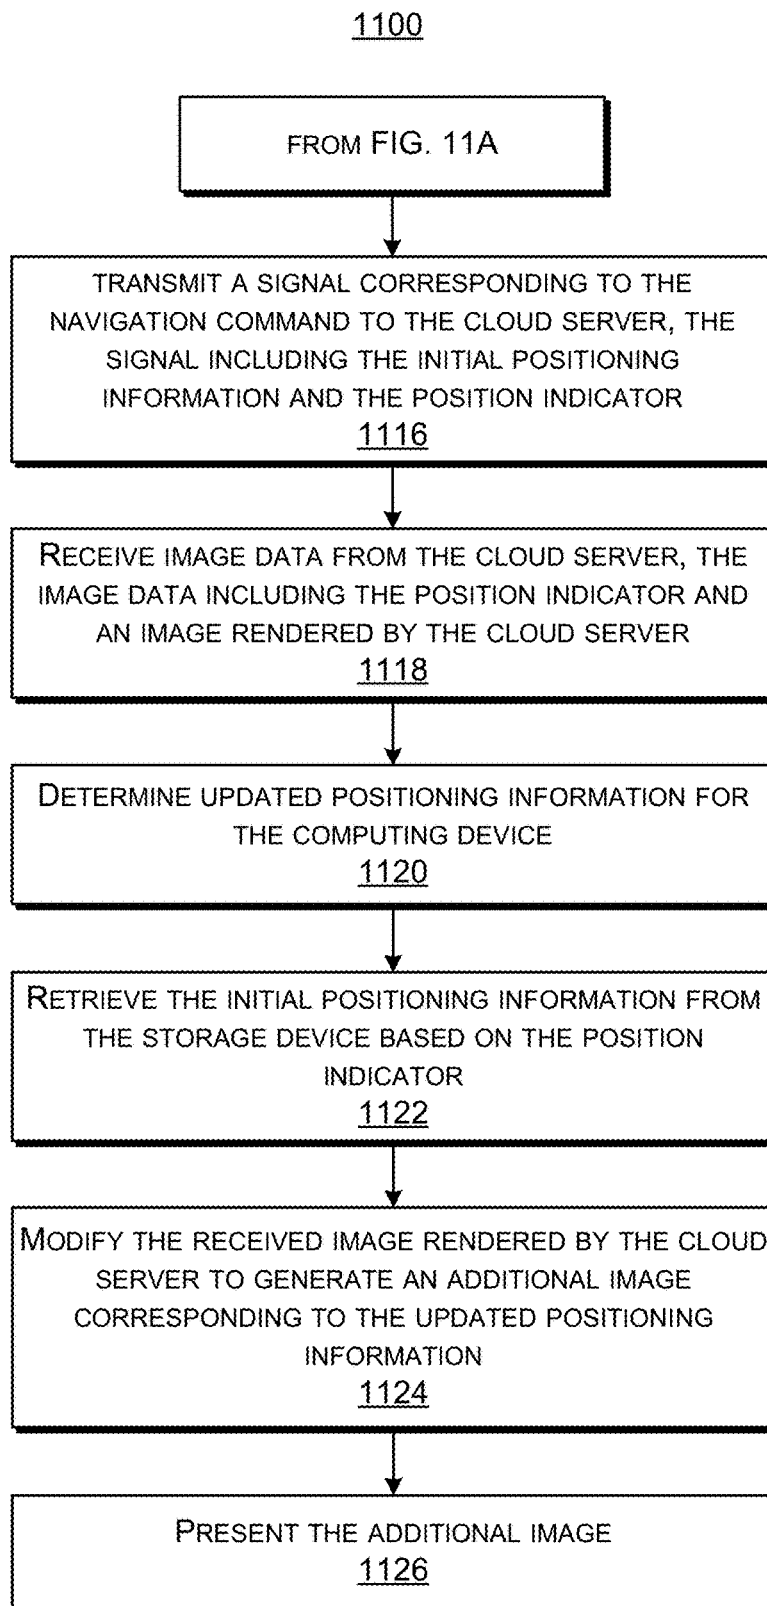 1100
FROM FIG. 11A
TRANSMIT A SIGNAL CORRESPONDING TO THE
NAVIGATION COMMAND TO THE CLOUD SERVER, THE
SIGNAL INCLUDING THE INITIAL POSITIONING
INFORMATION AND THE POSITION INDICATOR
1116
RECEIVE IMAGE DATA FROM THE CLOUD SERVER, THE
IMAGE DATA INCLUDING THE POSITION INDICATOR AND
AN IMAGE RENDERED BY THE CLOUD SERVER
1118
DETERMINE UPDATED POSITIONING INFORMATION FOR
THE COMPUTING DEVICE
1120
RETRIEVE THE INITIAL POSITIONING INFORMATION FROM
THE STORAGE DEVICE BASED ON THE POSITION
INDICATOR
1122
MODIFY THE RECEIVED IMAGE RENDERED BY THE CLOUD
SERVER TO GENERATE AN ADDITIONAL IMAGE
CORRESPONDING TO THE UPDATED POSITIONING
INFORMATION
1124
PRESENT THE ADDITIONAL IMAGE
1126